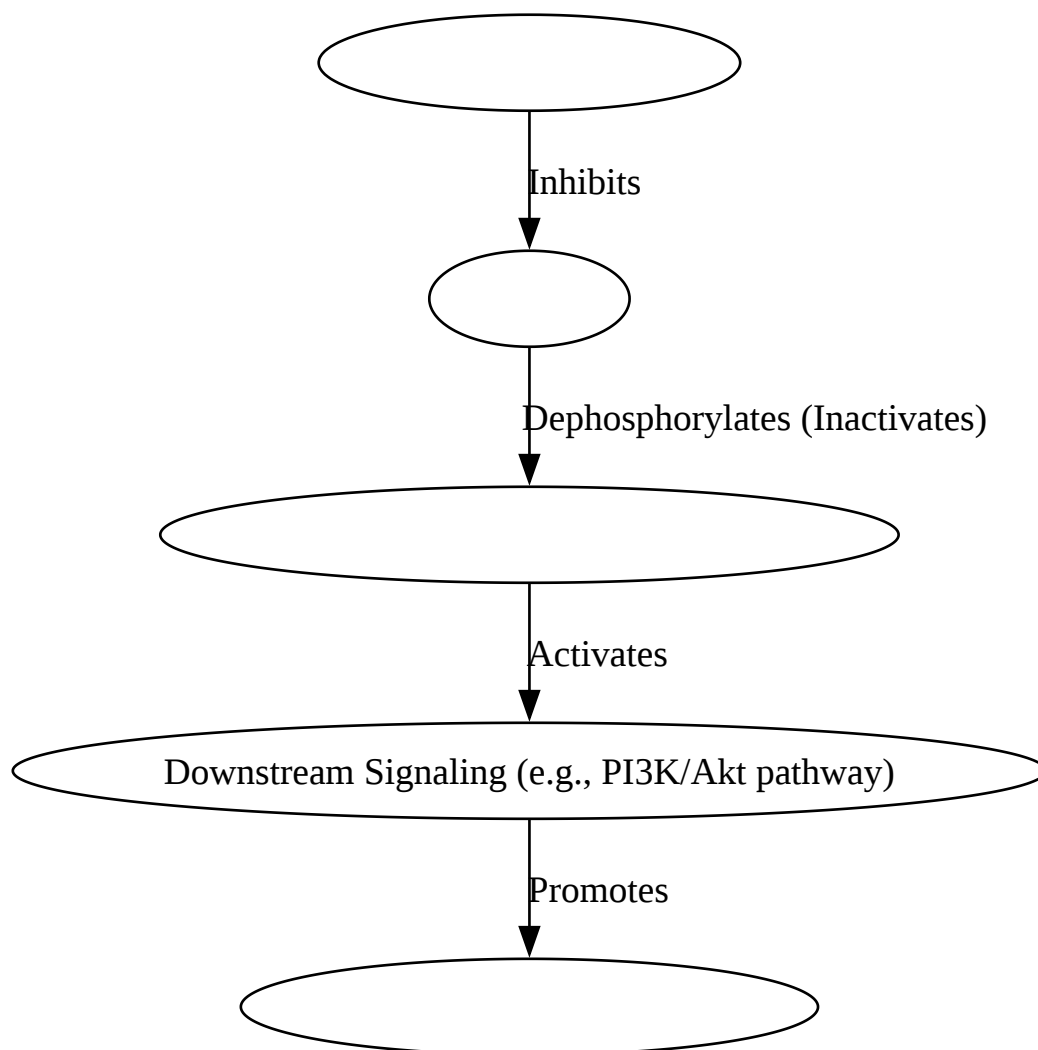 Inhibits
Dephosphorylates (Inactivates)
Activates
Downstream Signaling (e.g., PI3K/Akt pathway)
Promotes